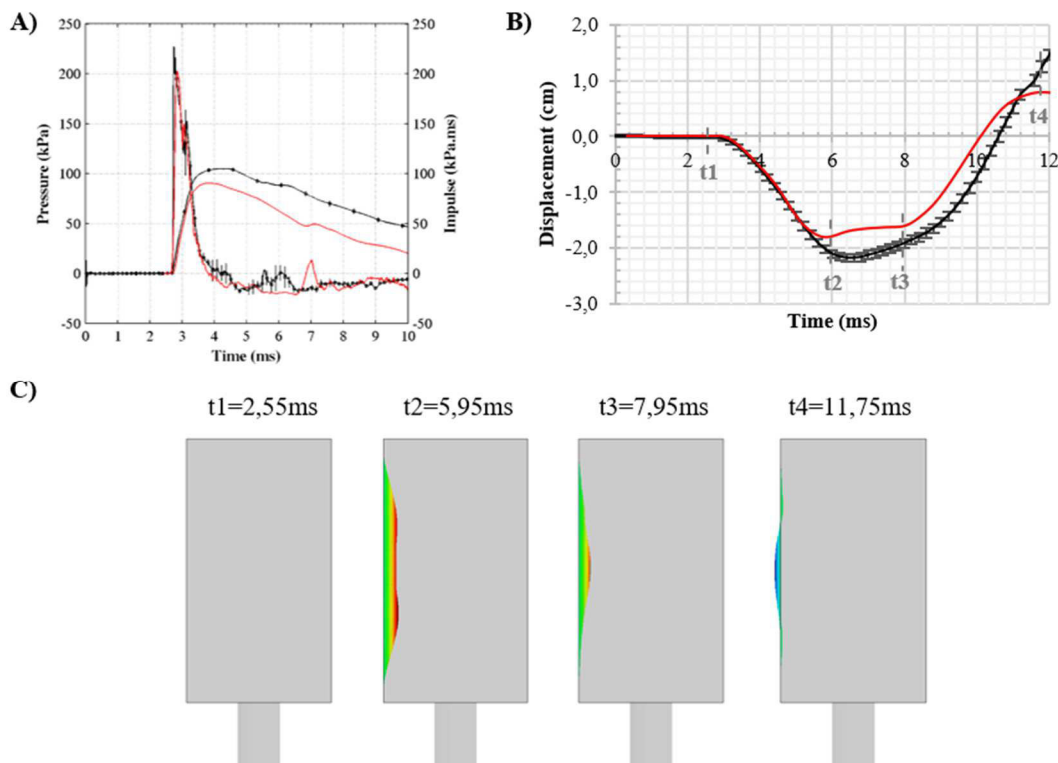 A)
250
200
150
100
50
0
-50
Pressure (kPa)
250
200
150
100
50
0
-50
Impulse (kPa.ms)
0 1 2 3 4 5 6 7 8 9 10
Time (ms)
B)
2,0
1,0
0,0
-1,0
-2,0
-3,0
Displacement (cm)
0 2 4 6 8 10 12
t1
t2
t3
t4
Time (ms)
C)
t1=2,55ms t2=5,95ms t3=7,95ms t4=11,75ms